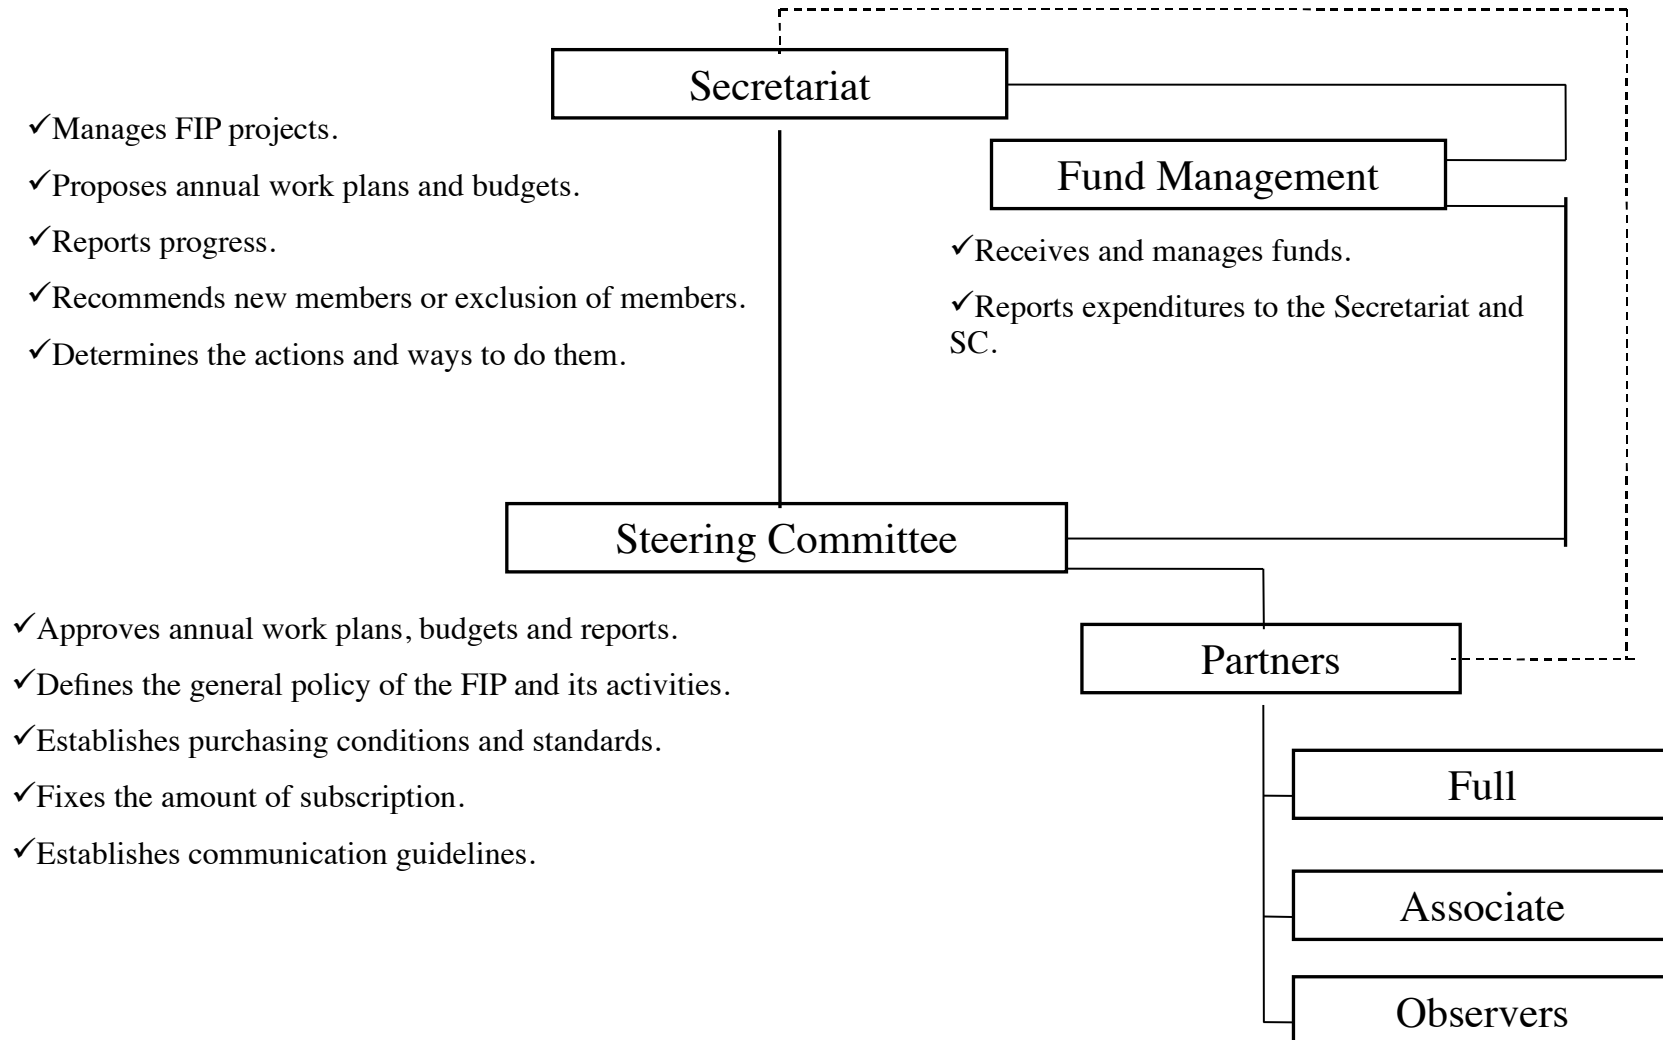 Secretariat
✓Manages FIP projects.
✓Proposes annual work plans and budgets.
✓Reports progress.
✓Recommends new members or exclusion of members.
✓Determines the actions and ways to do them.
Fund Management
✓Receives and manages funds.
✓Reports expenditures to the Secretariat and
SC.
Steering Committee
✓Approves annual work plans, budgets and reports.
✓Defines the general policy of the FIP and its activities.
✓Establishes purchasing conditions and standards.
✓Fixes the amount of subscription.
✓Establishes communication guidelines.
Partners
Full
Associate
Observers